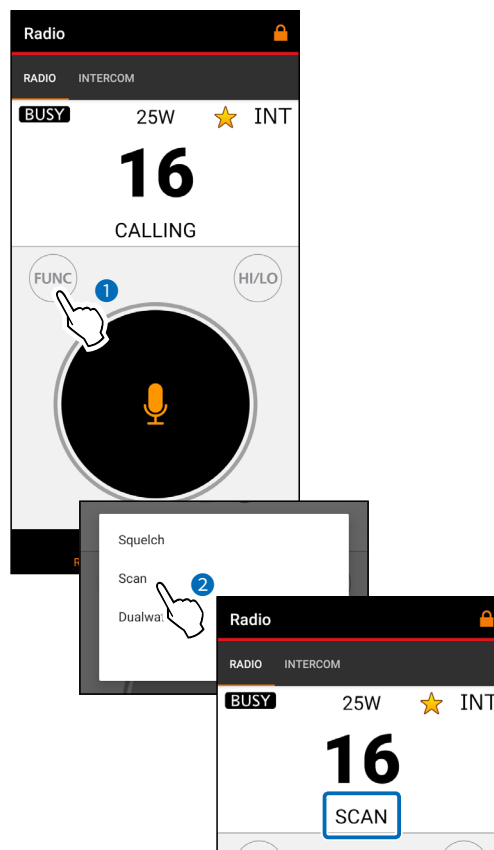 Radio
RADIO INTERCOM
BUSY 25W INT
16
CALLING
FUNC HI/LO
1
Squelch
Scan
2
Radio
RADIO INTERCOM
BUSY 25W INT
16
SCAN